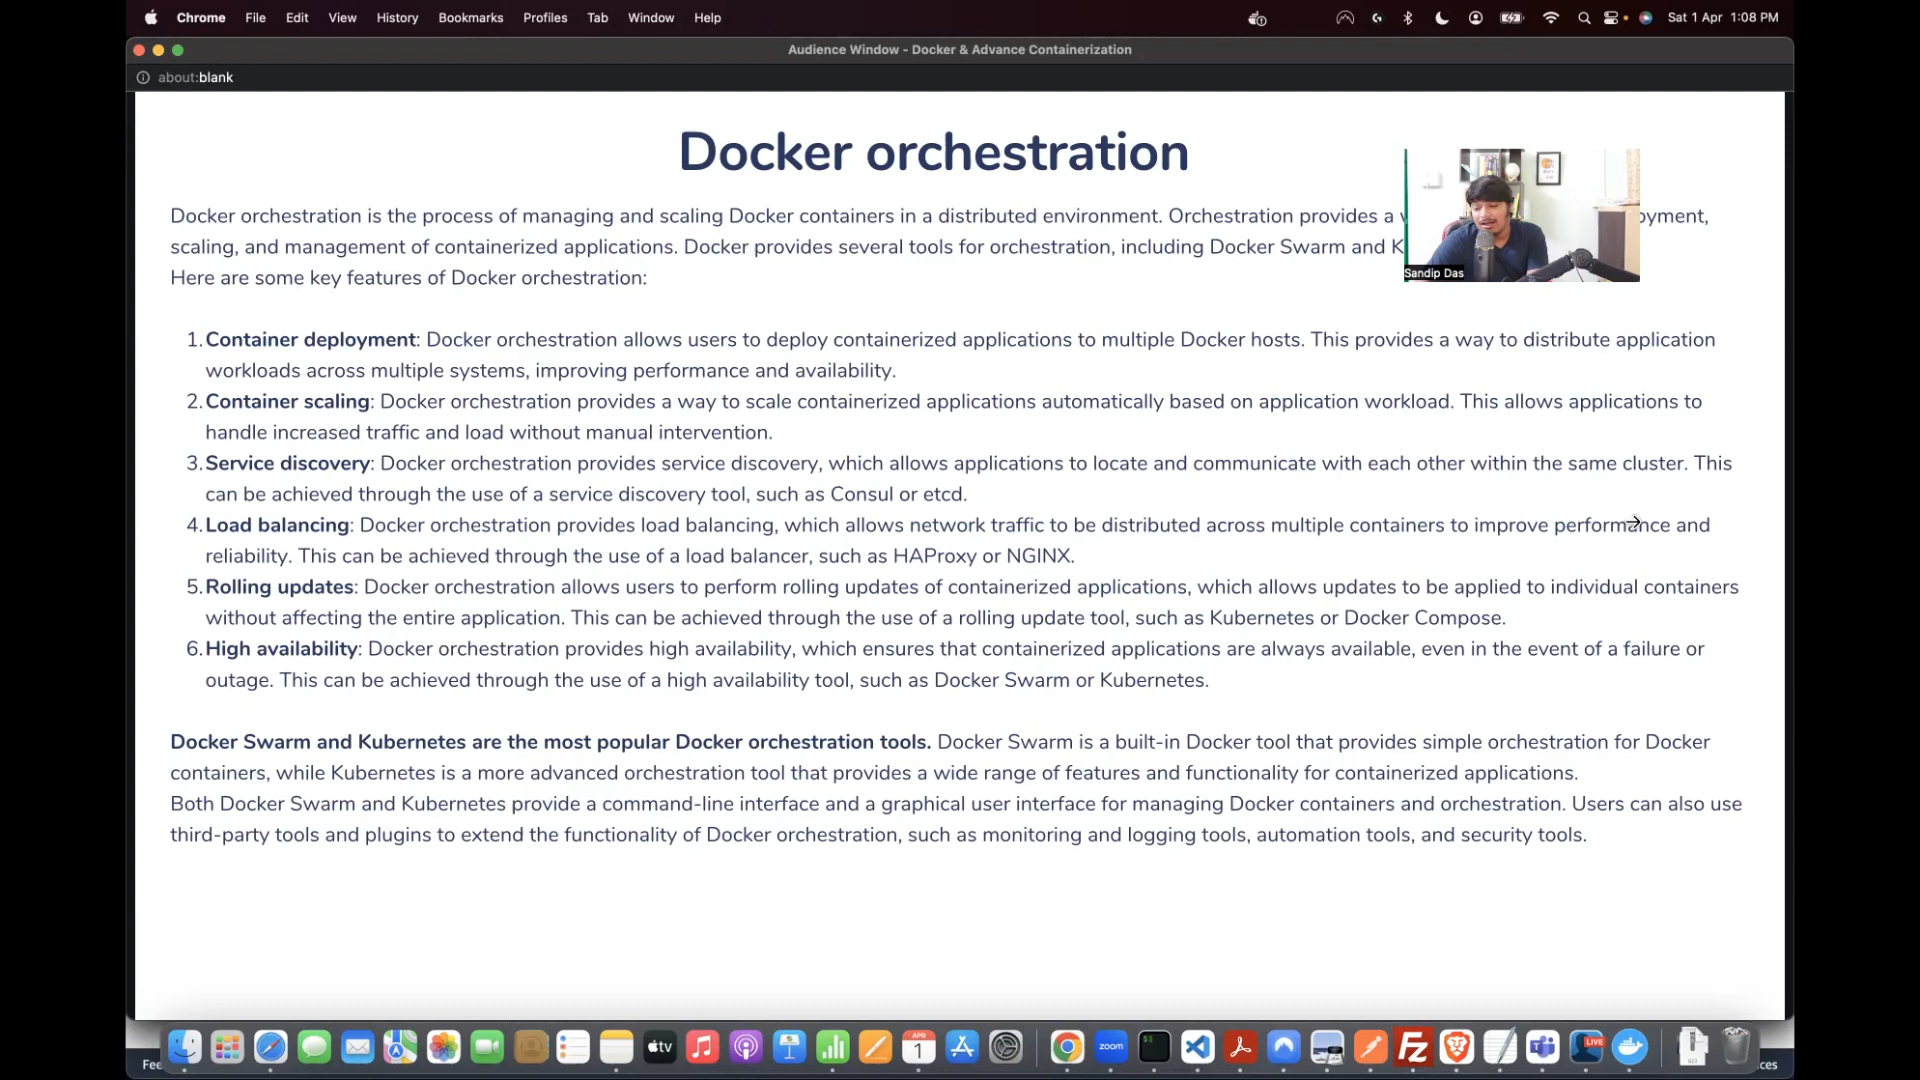 Chrome File Edit View History Bookmarks Profiles Tab Window Help Sat 1 Apr 1:08 PM
Audience Window - Docker & Advance Containerization
about:blank
Docker orchestration
Docker orchestration is the process of managing and scaling Docker containers in a distributed environment. Orchestration provides a
scaling, and management of containerized applications. Docker provides several tools for orchestration, including Docker Swarm and
Here are some key features of Docker orchestration:
Sandip Das
1. Container deployment: Docker orchestration allows users to deploy containerized applications to multiple Docker hosts. This provides a way to distribute application
workloads across multiple systems, improving performance and availability.
2. Container scaling: Docker orchestration provides a way to scale containerized applications automatically based on application workload. This allows applications to
handle increased traffic and load without manual intervention.
3. Service discovery: Docker orchestration provides service discovery, which allows applications to locate and communicate with each other within the same cluster. This
can be achieved through the use of a service discovery tool, such as Consul or etcd.
4. Load balancing: Docker orchestration provides load balancing, which allows network traffic to be distributed across multiple containers to improve performance and
reliability. This can be achieved through the use of a load balancer, such as HAProxy or NGINX.
5. Rolling updates: Docker orchestration allows users to perform rolling updates of containerized applications, which allows updates to be applied to individual containers
without affecting the entire application. This can be achieved through the use of a rolling update tool, such as Kubernetes or Docker Compose.
6. High availability: Docker orchestration provides high availability, which ensures that containerized applications are always available, even in the event of a failure or
outage. This can be achieved through the use of a high availability tool, such as Docker Swarm or Kubernetes.
Docker Swarm and Kubernetes are the most popular Docker orchestration tools. Docker Swarm is a built-in Docker tool that provides simple orchestration for Docker
containers, while Kubernetes is a more advanced orchestration tool that provides a wide range of features and functionality for containerized applications.
Both Docker Swarm and Kubernetes provide a command-line interface and a graphical user interface for managing Docker containers and orchestration. Users can also use
third-party tools and plugins to extend the functionality of Docker orchestration, such as monitoring and logging tools, automation tools, and security tools.
tv APR 1 zoom LIVE